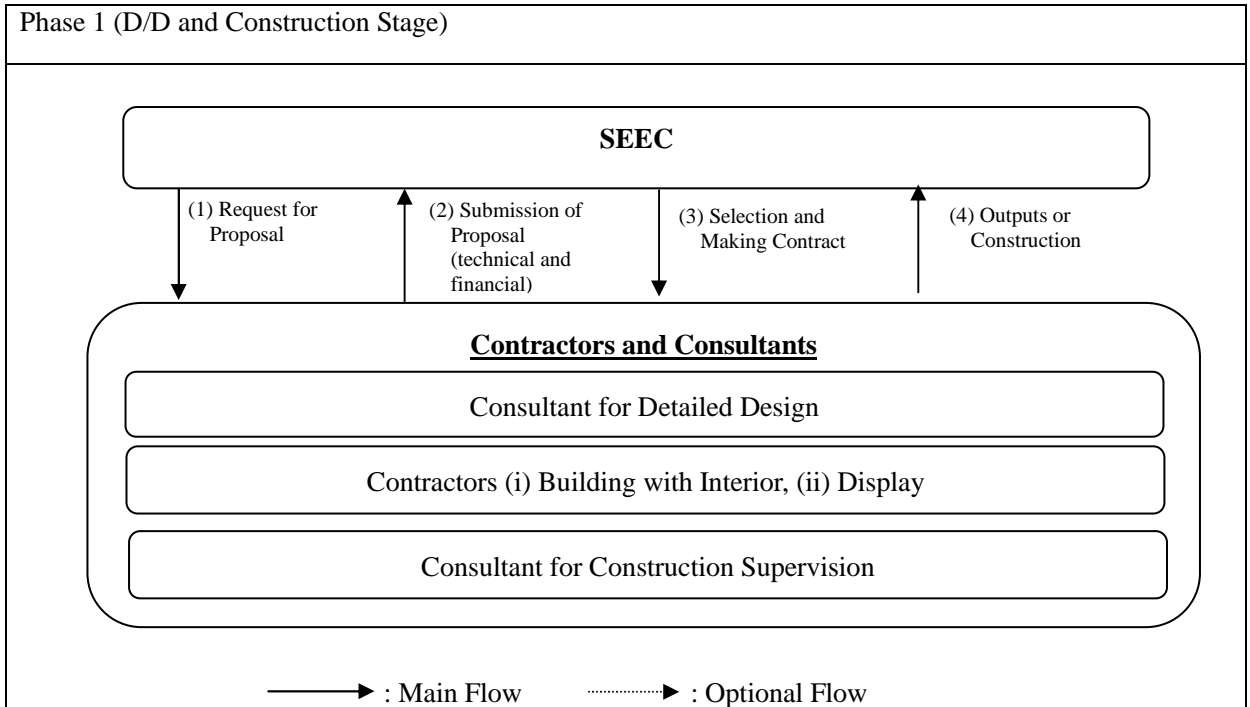 Phase 1 (D/D and Construction Stage)
SEEC
(1) Request for
Proposal
(2) Submission of
Proposal
(technical and
financial)
(3) Selection and
Making Contract
(4) Outputs or
Construction
Contractors and Consultants
Consultant for Detailed Design
Contractors (i) Building with Interior, (ii) Display
Consultant for Construction Supervision
: Main Flow : Optional Flow